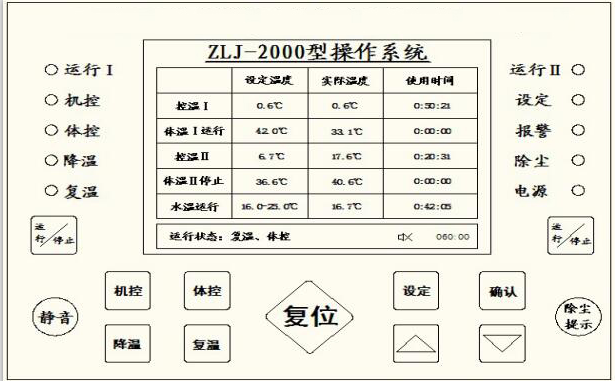 ZLJ-2000型操作系统
设定温度 实际温度 使用时间
控温Ⅰ 0.6℃ 0.6℃ 0:50:21
体温Ⅰ运行 42.0℃ 33.1℃ 0:00:00
控温Ⅱ 6.7℃ 17.6℃ 0:20:31
体温Ⅱ停止 36.6℃ 40.6℃ 0:00:00
水温运行 16.0-25.0℃ 16.7℃ 0:42:05
运行状态：复温、体控 060:00
运行Ⅰ
机控
体控
降温
复温
运行/停止
运行Ⅱ
设定
报警
除尘
电源
运行/停止
静音
机控 体控
降温 复温
复位
设定 确认
除尘
提示